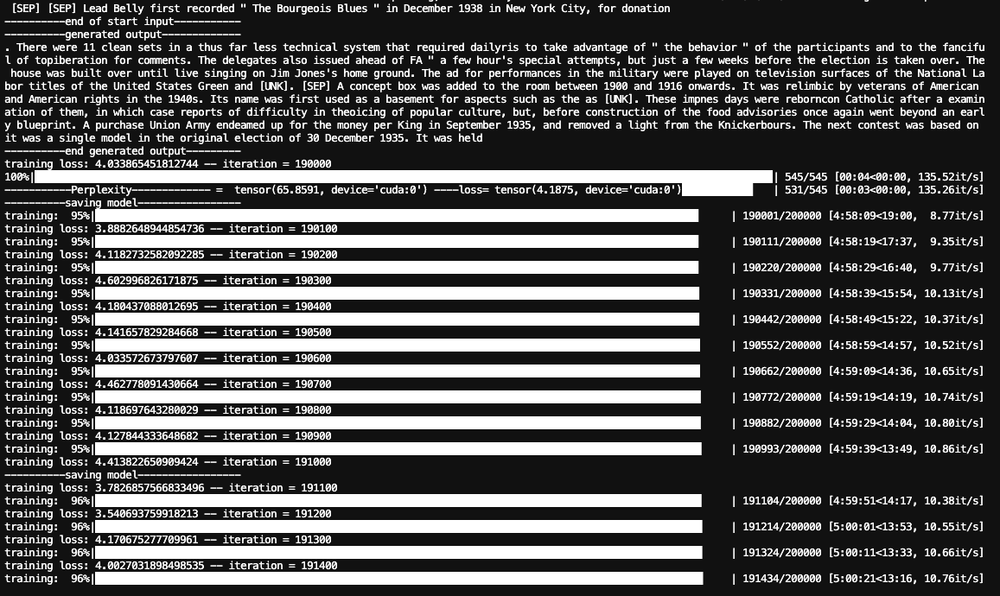 [SEP] [SEP] Lead Belly first recorded " The Bourgeois Blues " in December 1938 in New York City, for donation
----------end of start input-----------
----------generated output-------------
. There were 11 clean sets in a thus far less technical system that required dailyris to take advantage of " the behavior " of the participants and to the fancifu
l of topiberation for comments. The delegates also issued ahead of FA " a few hour's special attempts, but just a few weeks before the election is taken over. The
house was built over until live singing on Jim Jones's home ground. The ad for performances in the military were played on television surfaces of the National La
bor titles of the United States Green and [UNK]. [SEP] A concept box was added to the room between 1900 and 1916 onwards. It was relimbic by veterans of American
and American rights in the 1940s. Its name was first used as a basement for aspects such as the as [UNK]. These impnes days were reborncon Catholic after a examin
ation of them, in which case reports of difficulty in theoicing of popular culture, but, before construction of the food advisories once again went beyond an earl
y blueprint. A purchase Union Army endeamed up for the money per King in September 1935, and removed a light from the Knickerbours. The next contest was based on
it was a single model in the original election of 30 December 1935. It was held
----------end generated output---------
training loss: 4.033865451812744 -- iteration = 190000
100%| | 545/545 [00:04<00:00, 135.52it/s]
-----------Perplexity------------- = tensor(65.8591, device='cuda:0') ----loss= tensor(4.1875, device='cuda:0') | 531/545 [00:03<00:00, 135.26it/s]
----------saving model-----------------
training: 95%| | 190001/200000 [4:58:09<19:00, 8.77it/s]
training loss: 3.8882648944854736 -- iteration = 190100
training: 95%| | 190111/200000 [4:58:19<17:37, 9.35it/s]
training loss: 4.1182732582092285 -- iteration = 190200
training: 95%| | 190220/200000 [4:58:29<16:40, 9.77it/s]
training loss: 4.602996826171875 -- iteration = 190300
training: 95%| | 190331/200000 [4:58:39<15:54, 10.13it/s]
training loss: 4.180437088012695 -- iteration = 190400
training: 95%| | 190442/200000 [4:58:49<15:22, 10.37it/s]
training loss: 4.141657829284668 -- iteration = 190500
training: 95%| | 190552/200000 [4:58:59<14:57, 10.52it/s]
training loss: 4.033572673797607 -- iteration = 190600
training: 95%| | 190662/200000 [4:59:09<14:36, 10.65it/s]
training loss: 4.462778091430664 -- iteration = 190700
training: 95%| | 190772/200000 [4:59:19<14:19, 10.74it/s]
training loss: 4.118697643280029 -- iteration = 190800
training: 95%| | 190882/200000 [4:59:29<14:04, 10.80it/s]
training loss: 4.127844333648682 -- iteration = 190900
training: 95%| | 190993/200000 [4:59:39<13:49, 10.86it/s]
training loss: 4.413822650909424 -- iteration = 191000
----------saving model-----------------
training loss: 3.7826857566833496 -- iteration = 191100
training: 96%| | 191104/200000 [4:59:51<14:17, 10.38it/s]
training loss: 3.540693759918213 -- iteration = 191200
training: 96%| | 191214/200000 [5:00:01<13:53, 10.55it/s]
training loss: 4.170675277709961 -- iteration = 191300
training: 96%| | 191324/200000 [5:00:11<13:33, 10.66it/s]
training loss: 4.0027031898498535 -- iteration = 191400
training: 96%| | 191434/200000 [5:00:21<13:16, 10.76it/s]